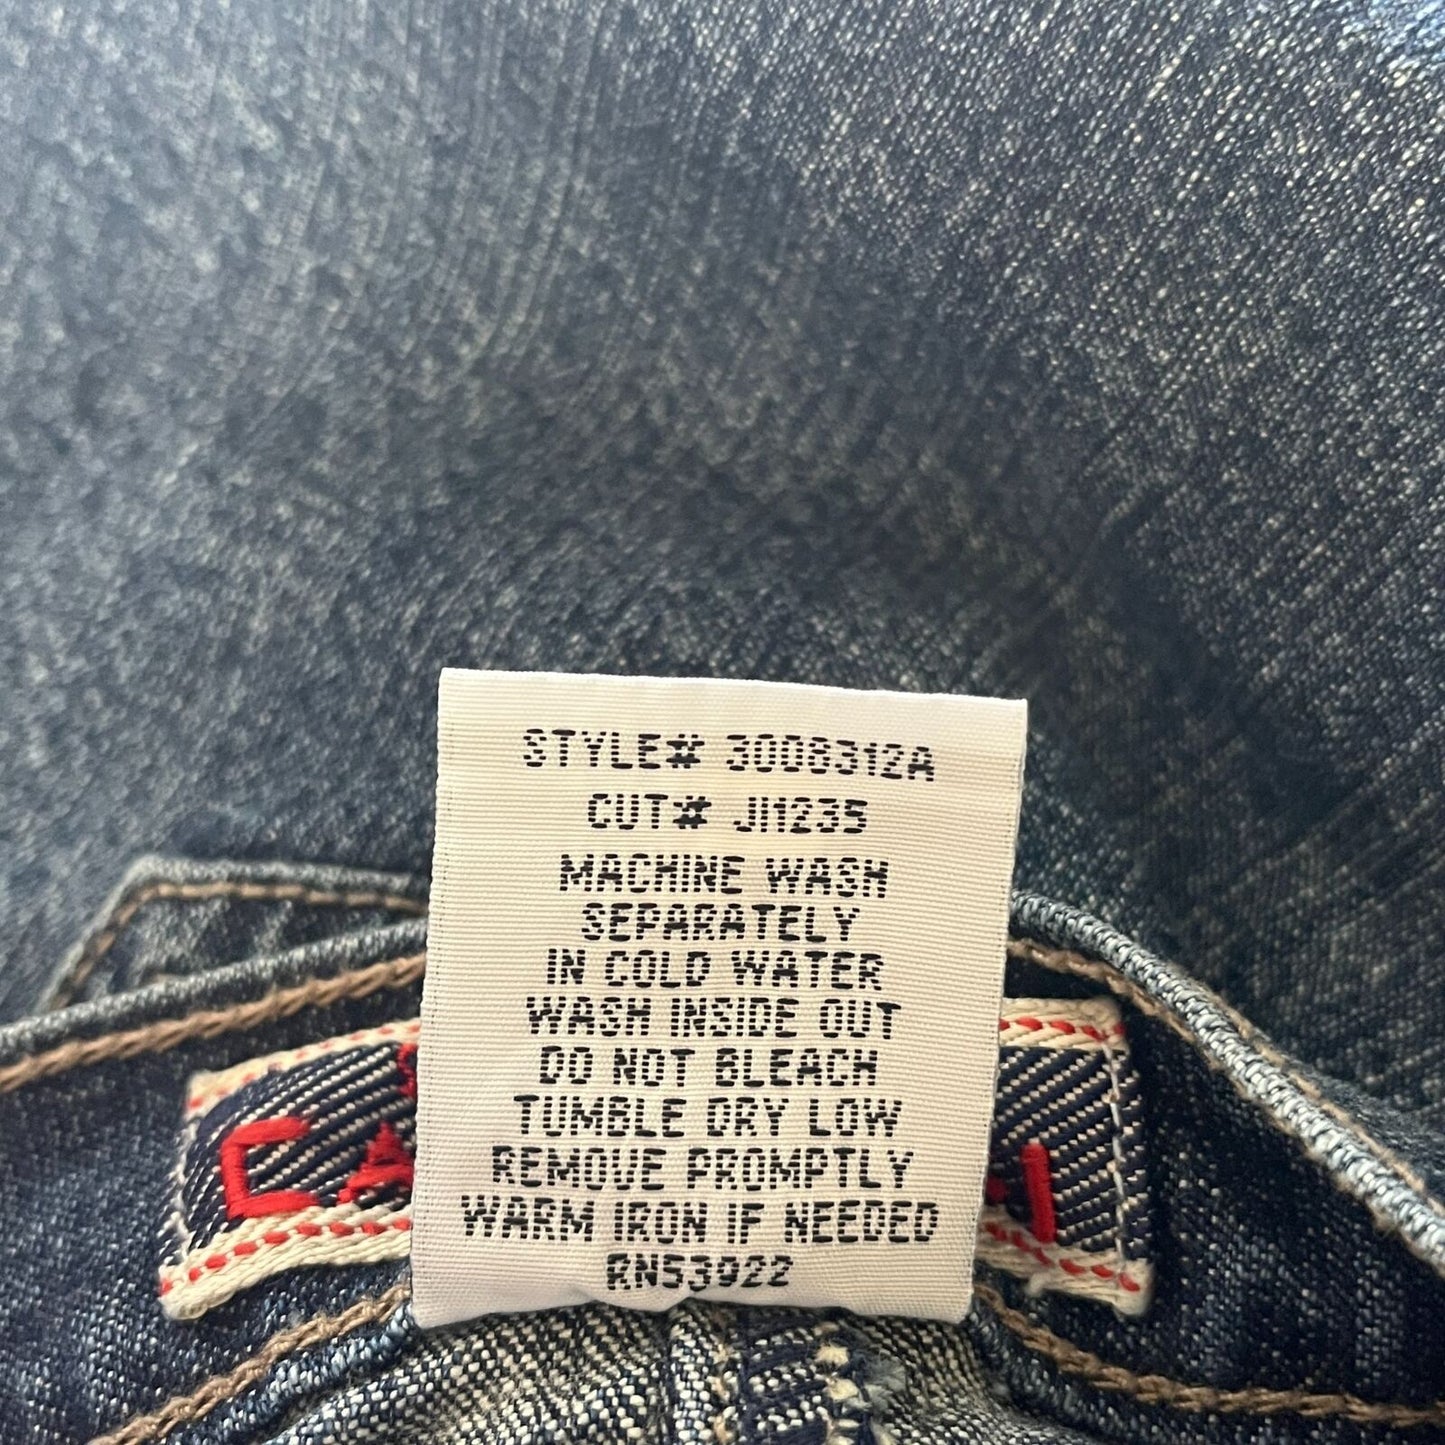 STYLE# 3008312A
CUT# JI1235
MACHINE WASH
SEPARATELY
IN COLD WATER
WASH INSIDE OUT
DO NOT BLEACH
TUMBLE DRY LOW
REMOVE PROMPTLY
WARM IRON IF NEEDED
RN53922